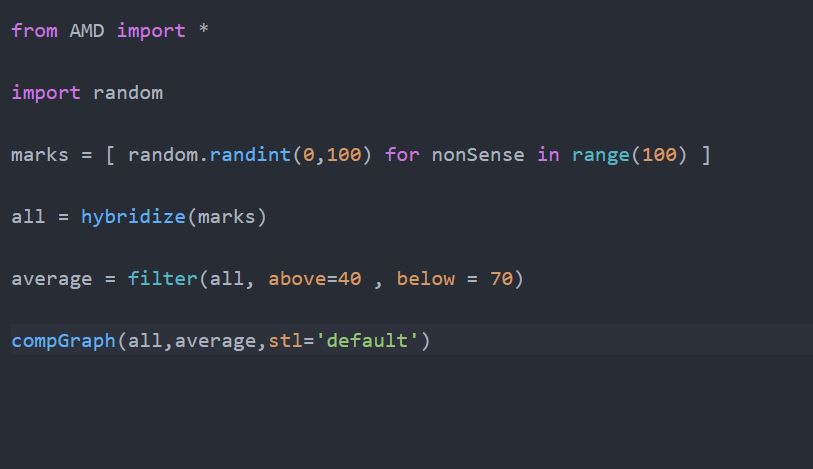 from AMD import *
import random
marks = [ random.randint(0,100) for nonSense in range(100) ]
all = hybridize(marks)
average = filter(all, above=40 , below = 70)
compGraph(all,average,stl='default')